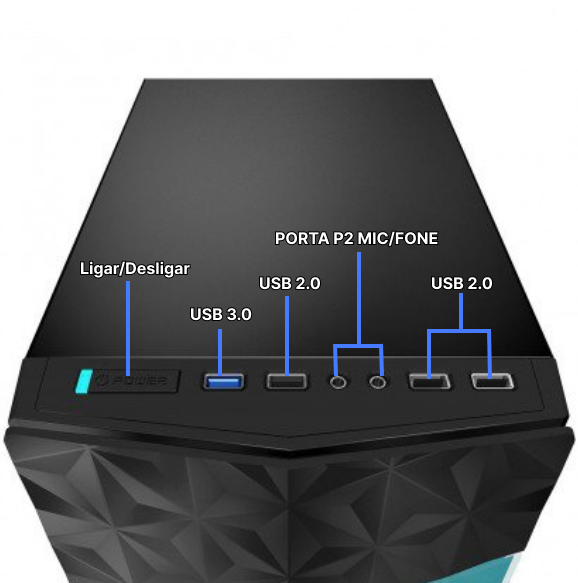 PORTA P2 MIC/FONE
Ligar/Desligar
USB 2.0
USB 2.0
USB 3.0
POWER